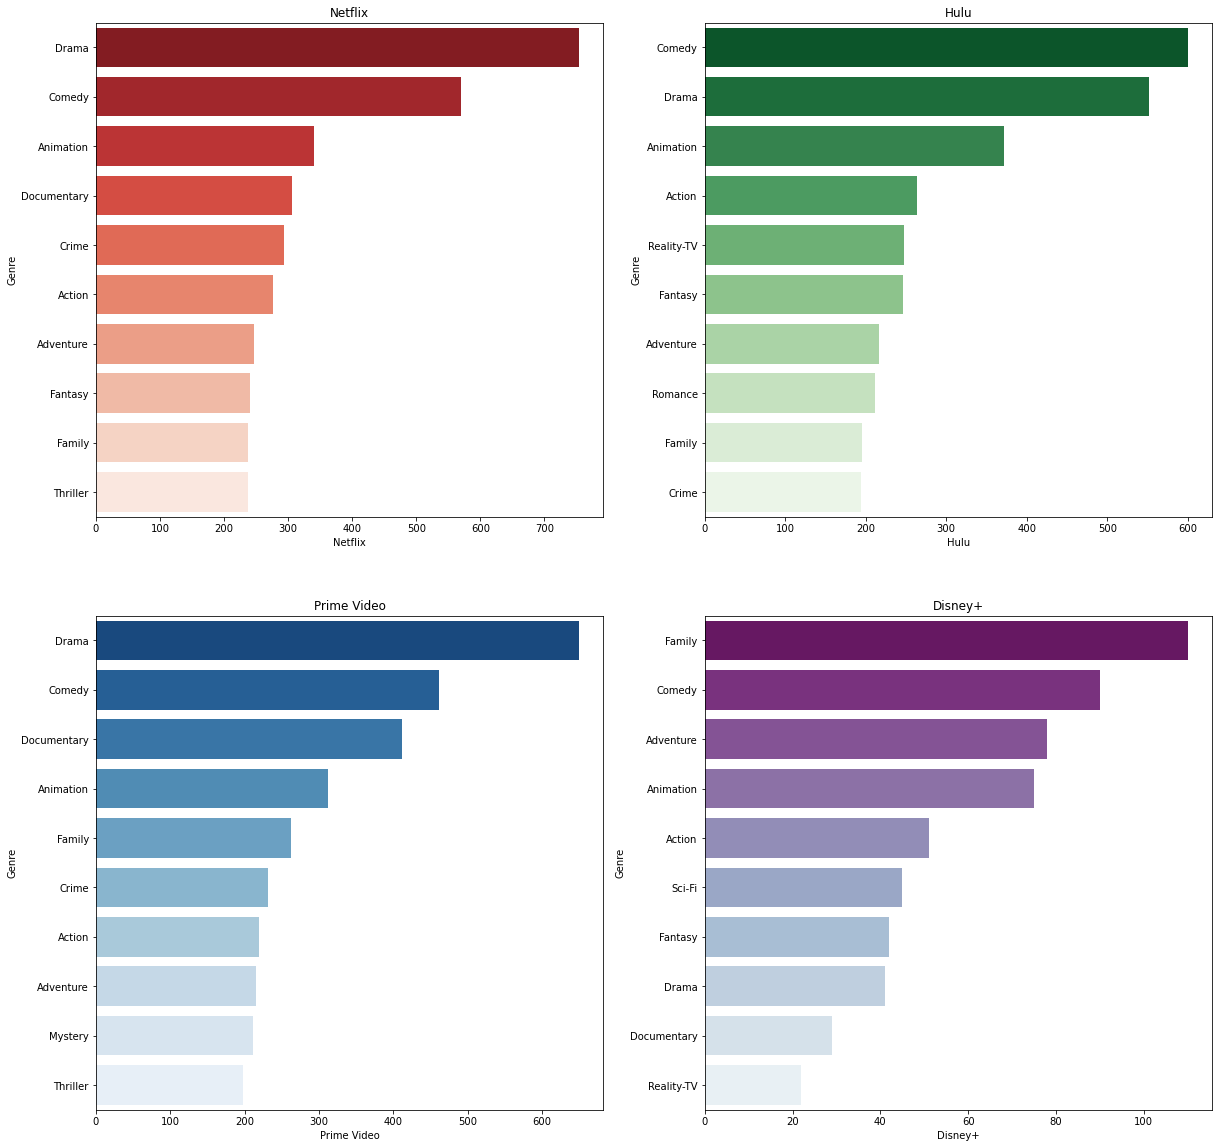 Netflix
Genre
Drama
Comedy
Animation
Documentary
Crime
Action
Adventure
Fantasy
Family
Thriller
0 100 200 300 400 500 600 700
Netflix
Hulu
Genre
Comedy
Drama
Animation
Action
Reality-TV
Fantasy
Adventure
Romance
Family
Crime
0 100 200 300 400 500 600
Hulu
Prime Video
Genre
Drama
Comedy
Documentary
Animation
Family
Crime
Action
Adventure
Mystery
Thriller
0 100 200 300 400 500 600
Prime Video
Disney+
Genre
Family
Comedy
Adventure
Animation
Action
Sci-Fi
Fantasy
Drama
Documentary
Reality-TV
0 20 40 60 80 100
Disney+